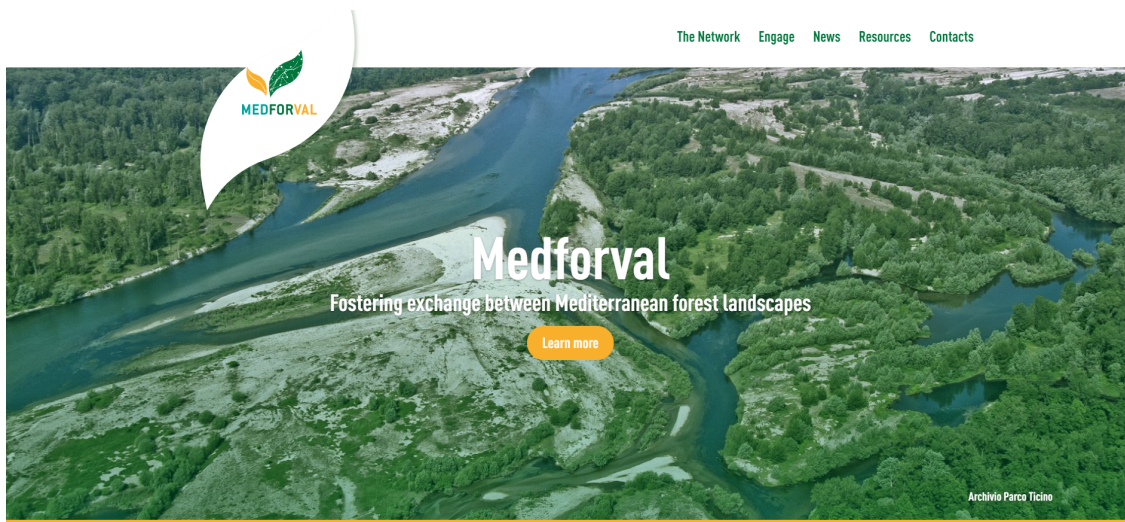 The Network Engage News Resources Contacts
MEDFORVAL
Medforval
Fostering exchange between Mediterranean forest landscapes
Learn more
Archivio Parco Ticino